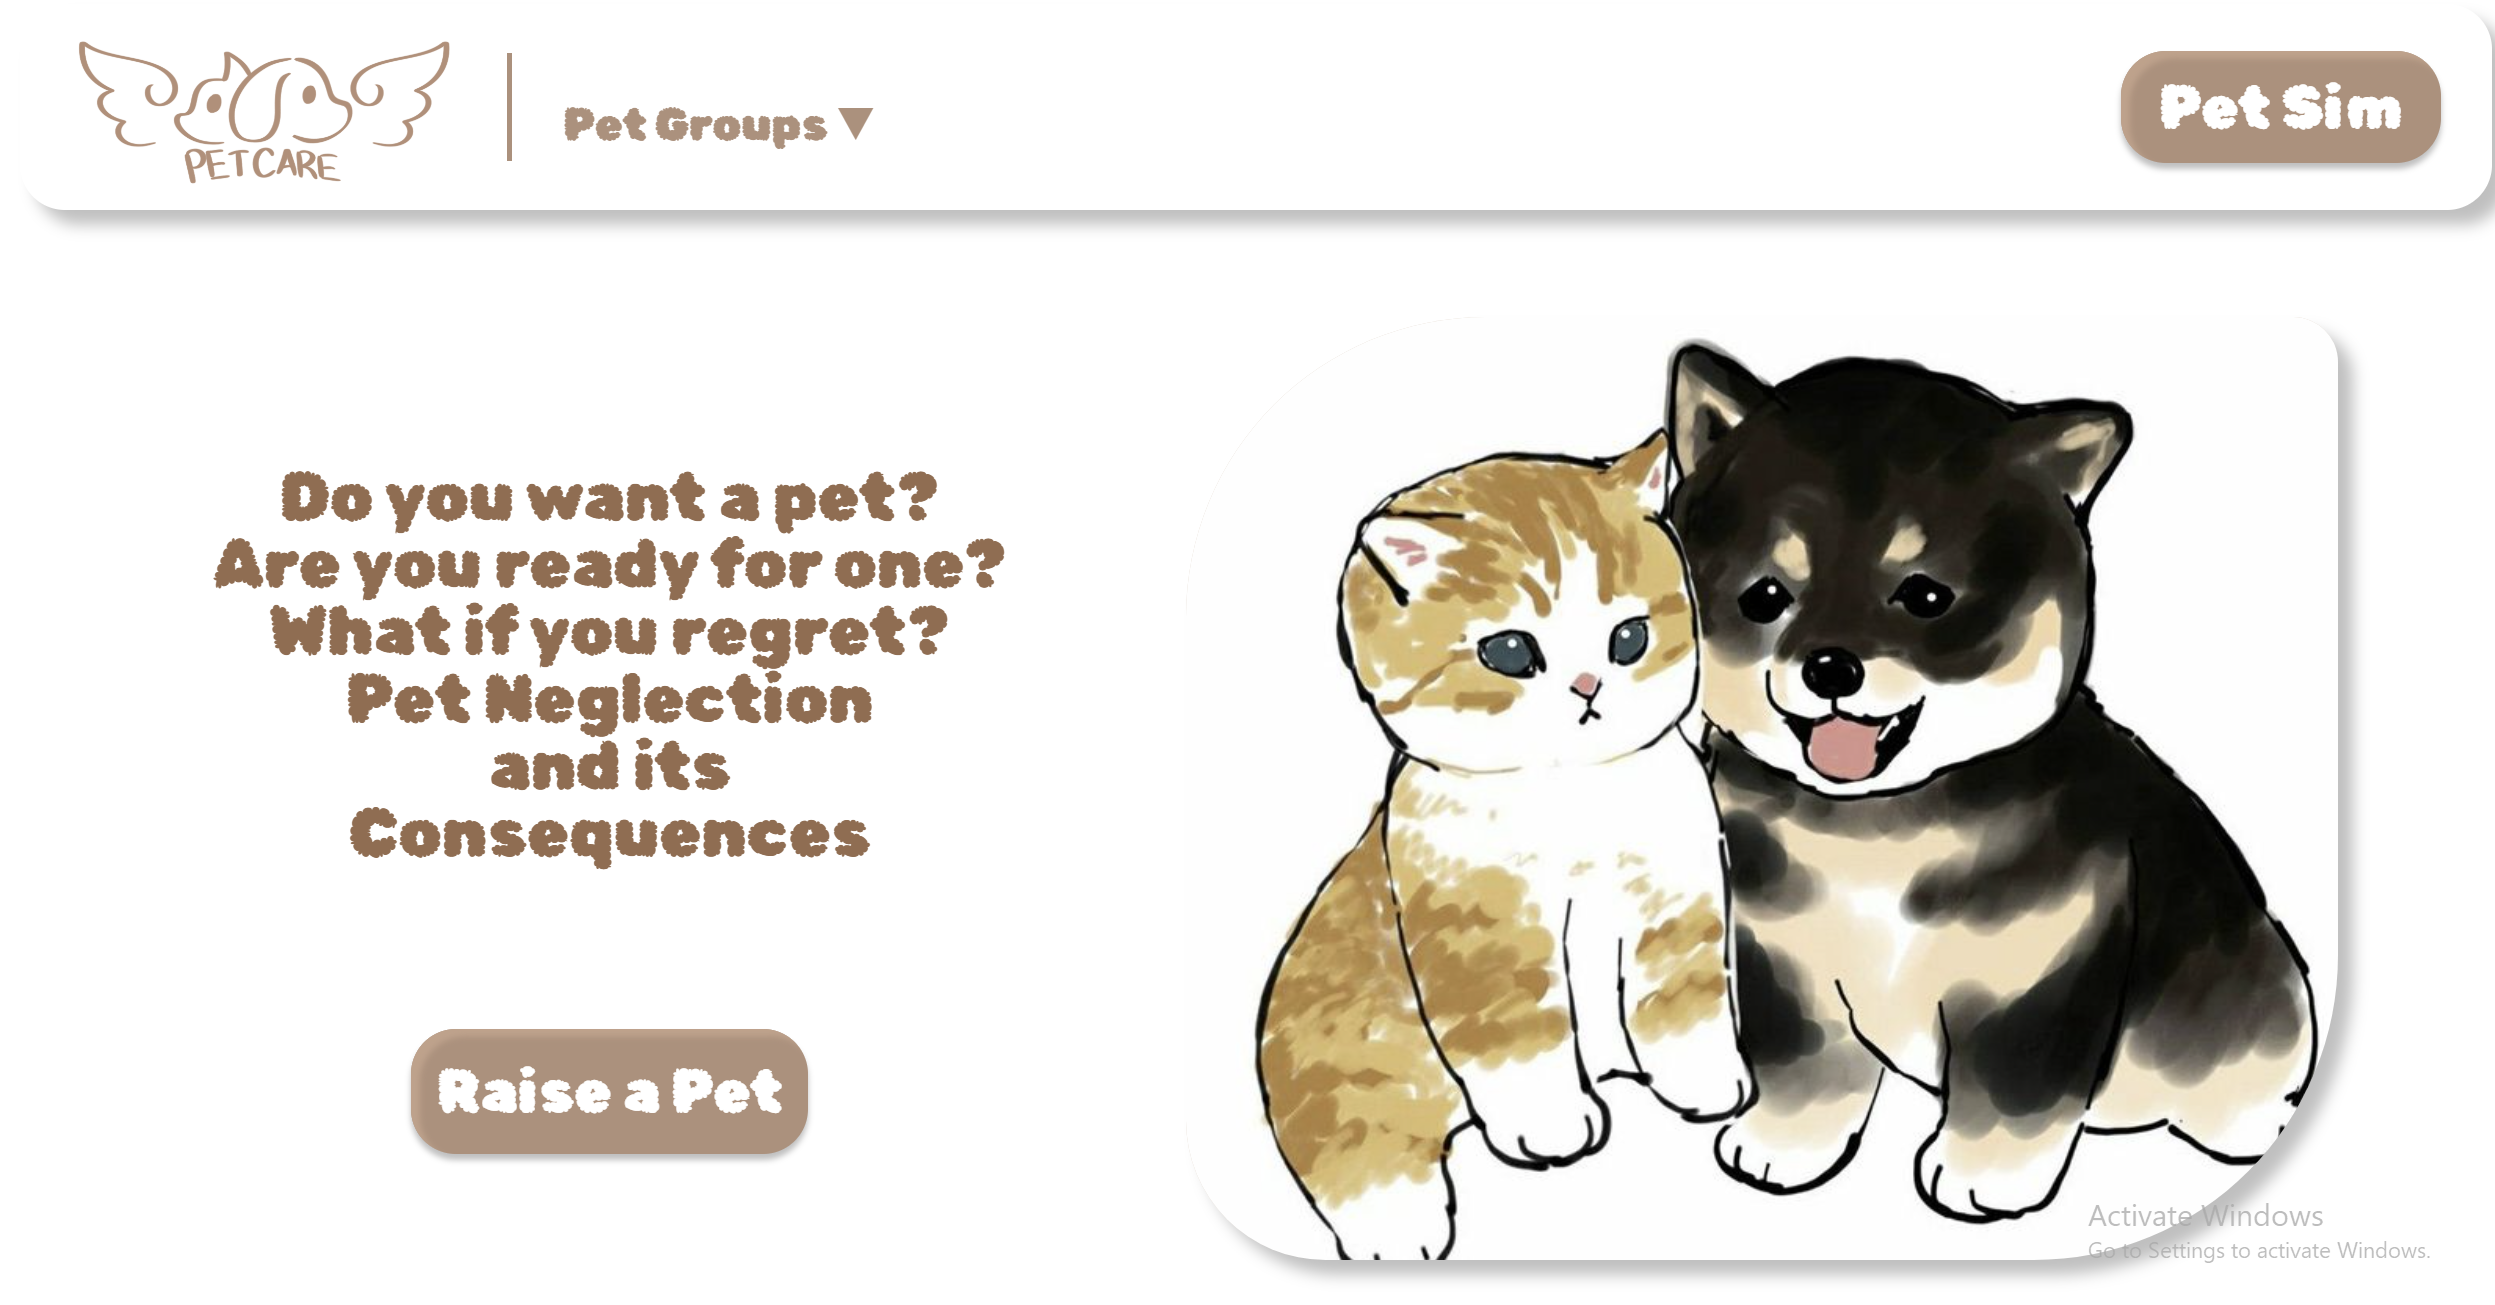 PETCARE
Pet Groups ▼
Pet Sim
Do you want a pet?
Are you ready for one?
What if you regret?
Pet Neglection
and its
Consequences
Raise a Pet
Activate Windows
Go to Settings to activate Windows.